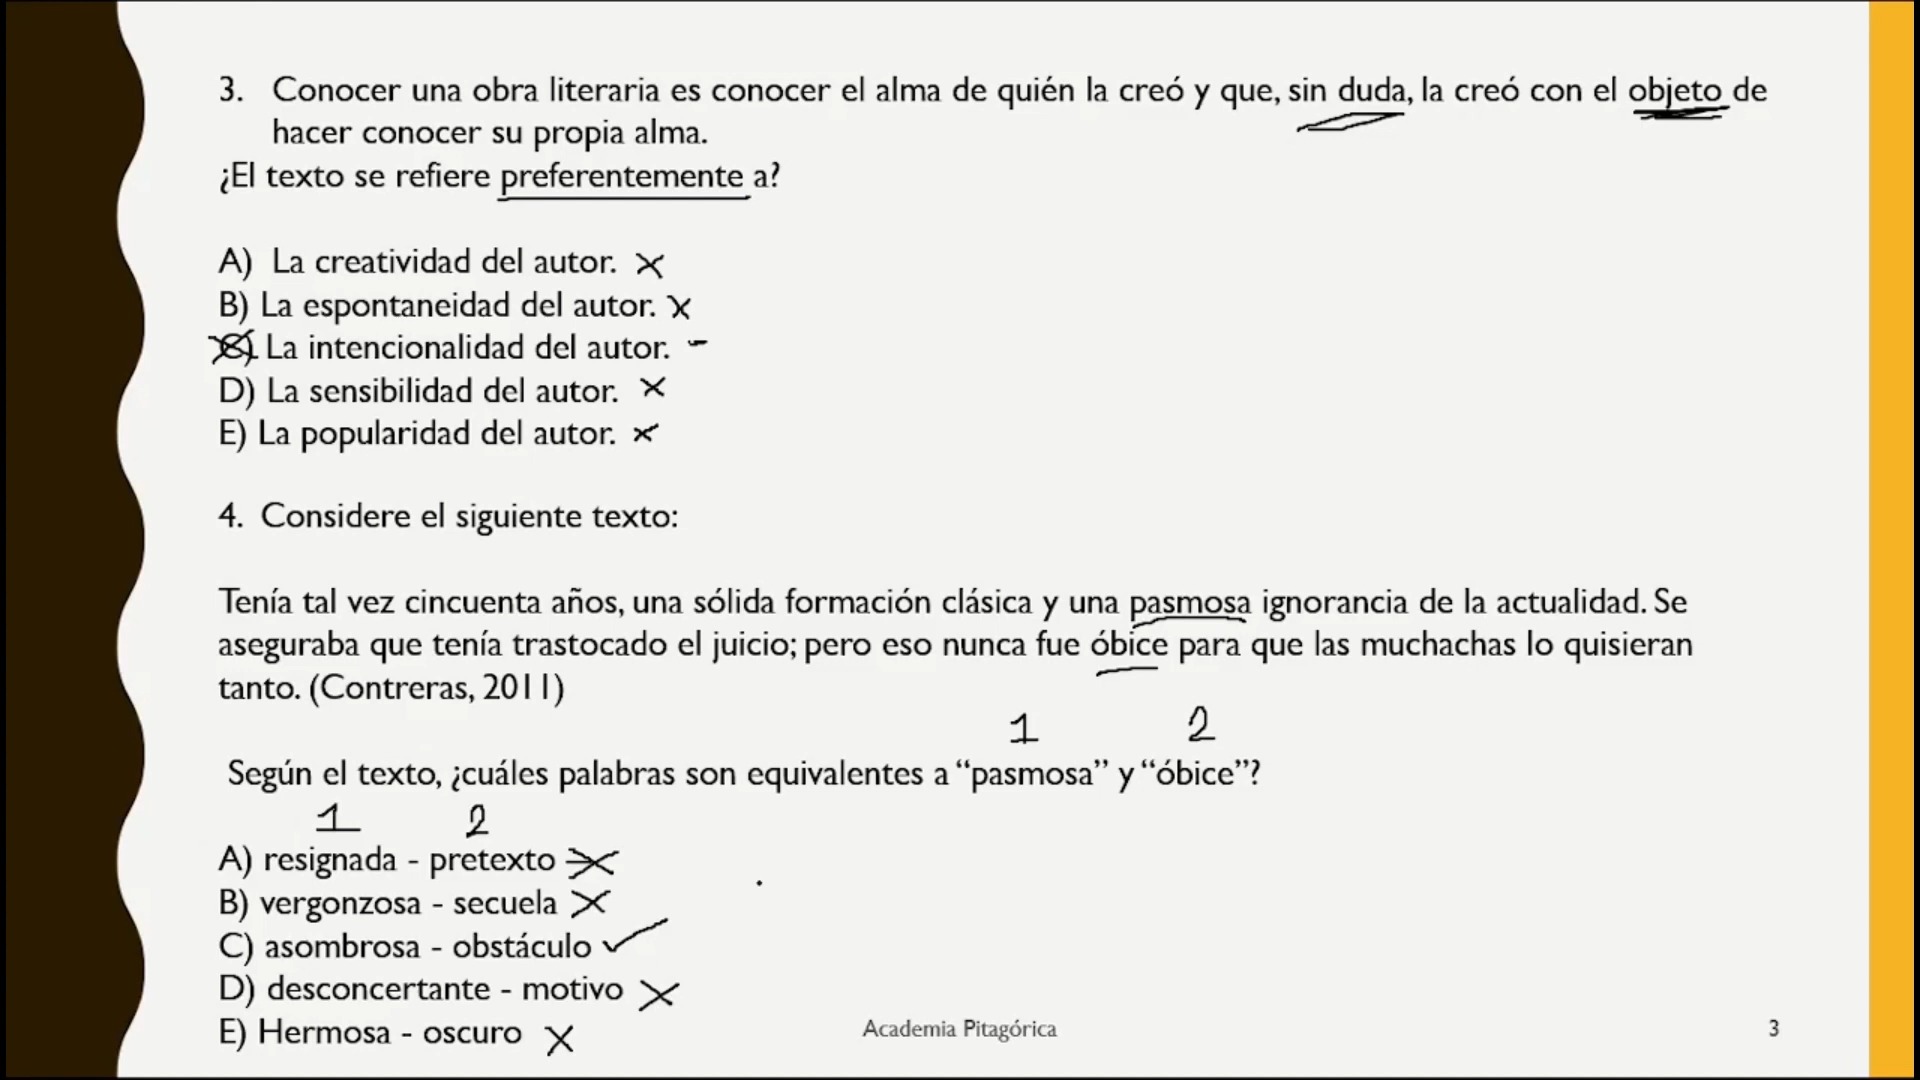 3. Conocer una obra literaria es conocer el alma de quién la creó y que, sin duda, la creó con el objeto de
hacer conocer su propia alma.
¿El texto se refiere preferentemente a?
A) La creatividad del autor. X
B) La espontaneidad del autor. X
C) La intencionalidad del autor. -
D) La sensibilidad del autor. X
E) La popularidad del autor. x
4. Considere el siguiente texto:
Tenía tal vez cincuenta años, una sólida formación clásica y una pasmosa ignorancia de la actualidad. Se
aseguraba que tenía trastocado el juicio; pero eso nunca fue óbice para que las muchachas lo quisieran
tanto. (Contreras, 2011)
1 2
Según el texto, ¿cuáles palabras son equivalentes a “pasmosa” y “óbice”?
1 2
A) resignada - pretexto X
B) vergonzosa - secuela X
C) asombrosa - obstáculo ✓
D) desconcertante - motivo X
E) Hermosa - oscuro X
Academia Pitagórica
3